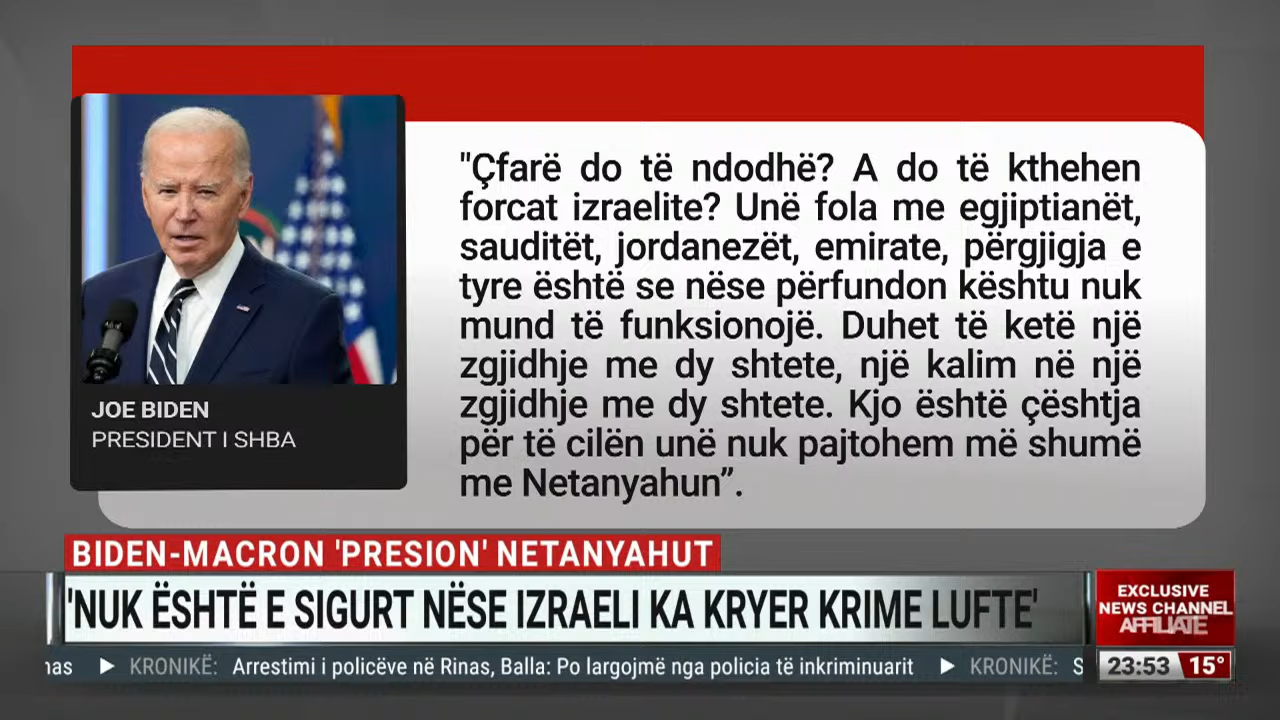 "Çfarë do të ndodhë? A do të kthehen
forcat izraelite? Unë fola me egjiptianët,
sauditët, jordanezët, emirate, përgjigja e
tyre është se nëse përfundon kështu nuk
mund të funksionojë. Duhet të ketë një
zgjidhje me dy shtete, një kalim në një
zgjidhje me dy shtete. Kjo është çështja
për të cilën unë nuk pajtohem më shumë
me Netanyahun”.
JOE BIDEN
PRESIDENT I SHBA
BIDEN-MACRON 'PRESION' NETANYAHUT
'NUK ËSHTË E SIGURT NËSE IZRAELI KA KRYER KRIME LUFTE'
EXCLUSIVE
NEWS CHANNEL
AFFILIATE
nas ▶ KRONIKË: Arrestimi i policëve në Rinas, Balla: Po largojmë nga policia të inkriminuarit ▶ KRONIKË: S
23:53 15°